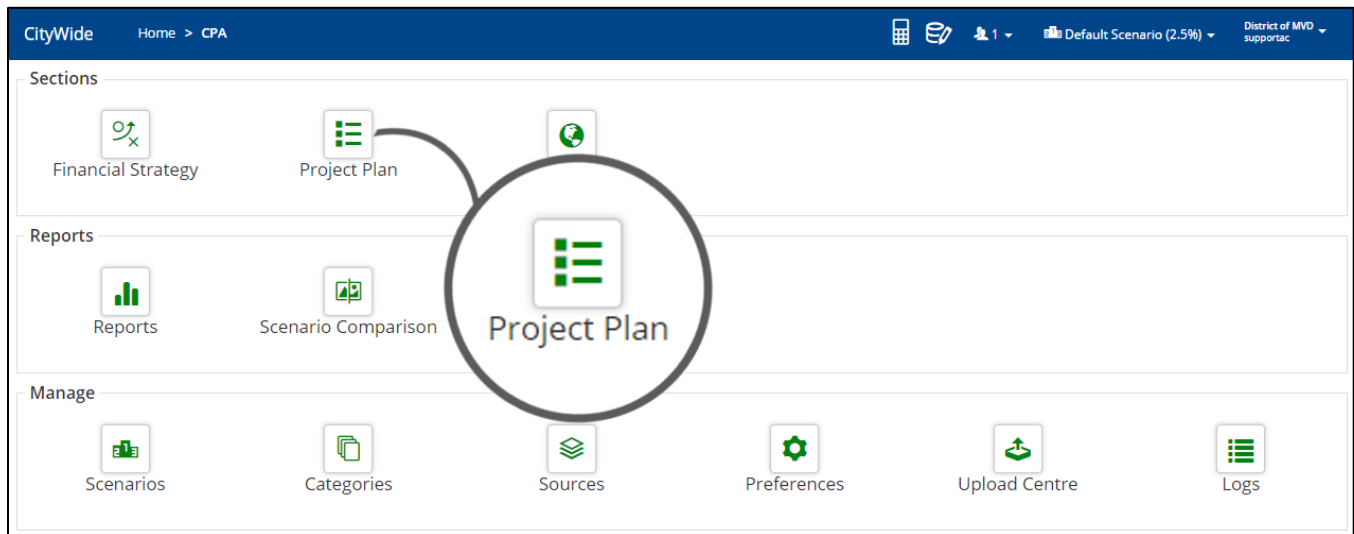 CityWide Home > CPA 1 Default Scenario (2.5%) District of MVD
supportac
Sections
Financial Strategy Project Plan
Reports
Project Plan
Reports Scenario Comparison
Manage
Scenarios Categories Sources Preferences Upload Centre Logs